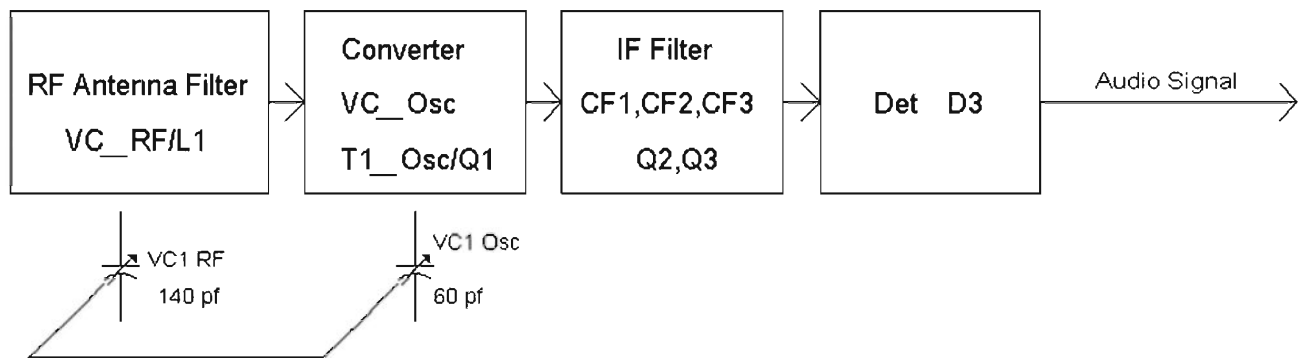 RF Antenna Filter
VC__RF/L1
Converter
VC__Osc
T1__Osc/Q1
IF Filter
CF1,CF2,CF3
Q2,Q3
Det D3
Audio Signal
VC1 RF
140 pf
VC1 Osc
60 pf